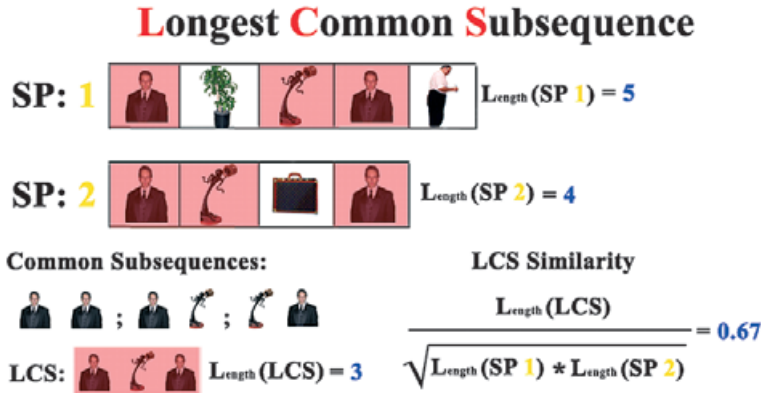 Longest Common Subsequence
SP: 1
Length(SP 1) = 5
SP: 2
Length(SP 2) = 4
Common Subsequences:
; ;
LCS:
Length(LCS) = 3
LCS Similarity
Length(LCS)
√Length(SP 1) * Length(SP 2)
= 0.67